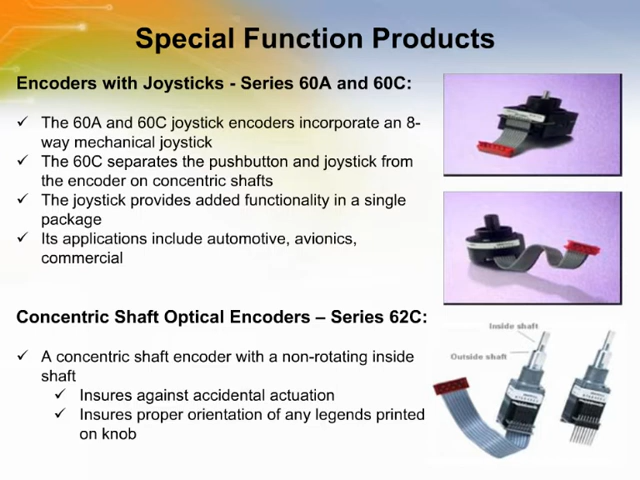 Special Function Products
Encoders with Joysticks - Series 60A and 60C:
✓ The 60A and 60C joystick encoders incorporate an 8-
way mechanical joystick
✓ The 60C separates the pushbutton and joystick from
the encoder on concentric shafts
✓ The joystick provides added functionality in a single
package
✓ Its applications include automotive, avionics,
commercial
Concentric Shaft Optical Encoders – Series 62C:
✓ A concentric shaft encoder with a non-rotating inside
shaft
✓ Insures against accidental actuation
✓ Insures proper orientation of any legends printed
on knob
Inside shaft
Outside shaft